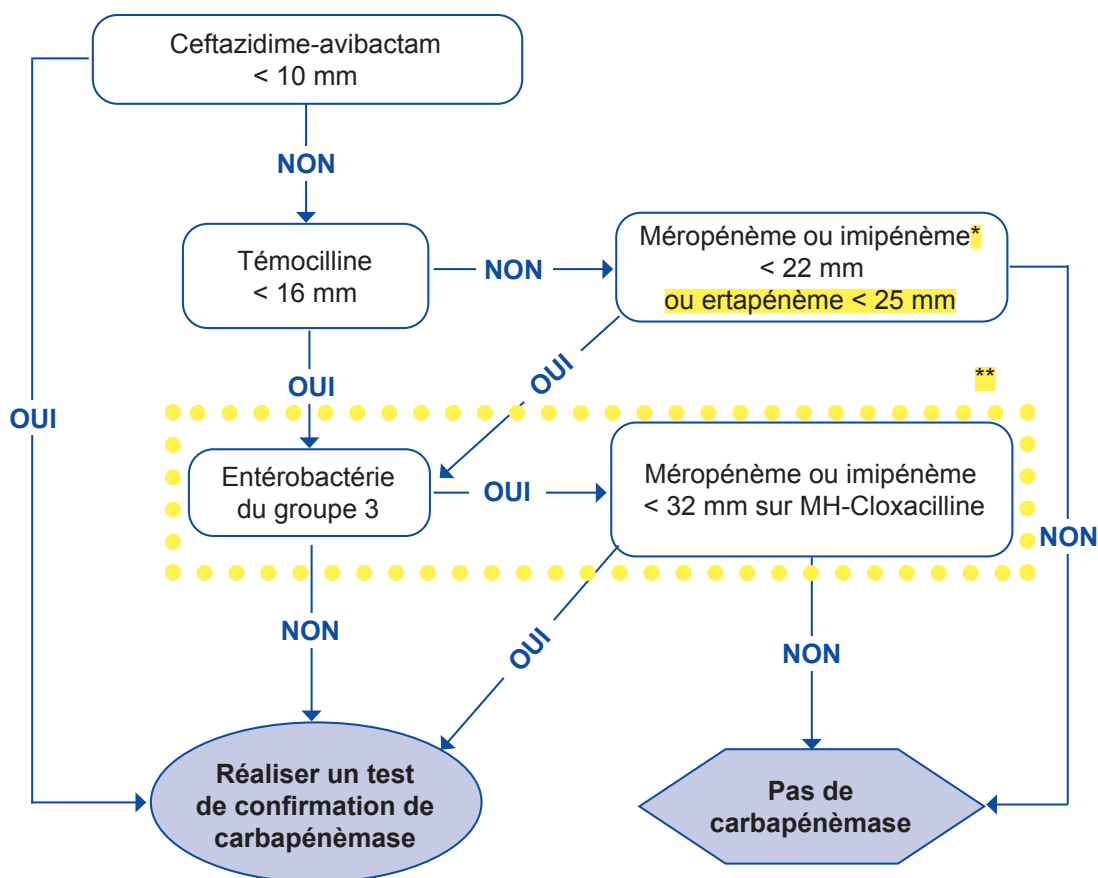 Ceftazidime-avibactam
< 10 mm
NON
Témocilline
< 16 mm
NON
Méropénème ou imipénème*
< 22 mm
ou ertapénème < 25 mm
OUI
OUI
OUI
**
Entérobactérie
du groupe 3
OUI
Méropénème ou imipénème
< 32 mm sur MH-Cloxacilline
NON
NON
OUI
NON
Réaliser un test
de confirmation de
carbapénèmase
Pas de
carbapénèmase